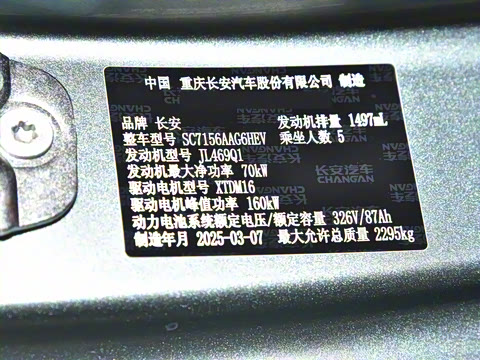 中国 重庆长安汽车股份有限公司 制造
品牌 长安 发动机排量 1497mL
整车型号 SC7156AAG6HEV 乘坐人数 5
发动机型号 JL469Q1
发动机最大净功率 70kW
驱动电机型号 XTDM16
驱动电机峰值功率 160kW
动力电池系统额定电压/额定容量 326V/87Ah
制造年月 2025-03-07 最大允许总质量 2295kg
长安汽车
CHANGAN